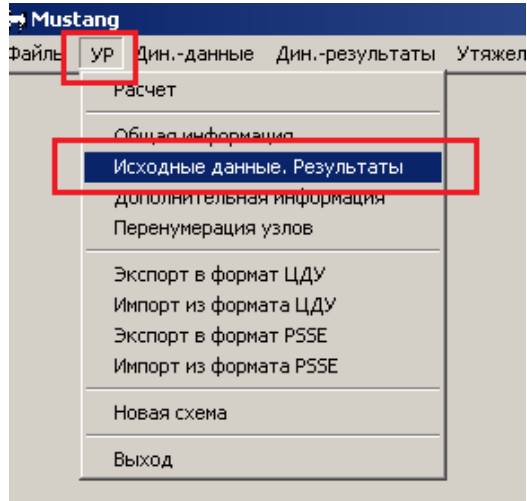 Mustang
Файлы УР Дин.-данные Дин.-результаты Утяжел
Расчет
Общая информация
Исходные данные. Результаты
Дополнительная информация
Перенумерация узлов
Экспорт в формат ЦДУ
Импорт из формата ЦДУ
Экспорт в формат PSSE
Импорт из формата PSSE
Новая схема
Выход